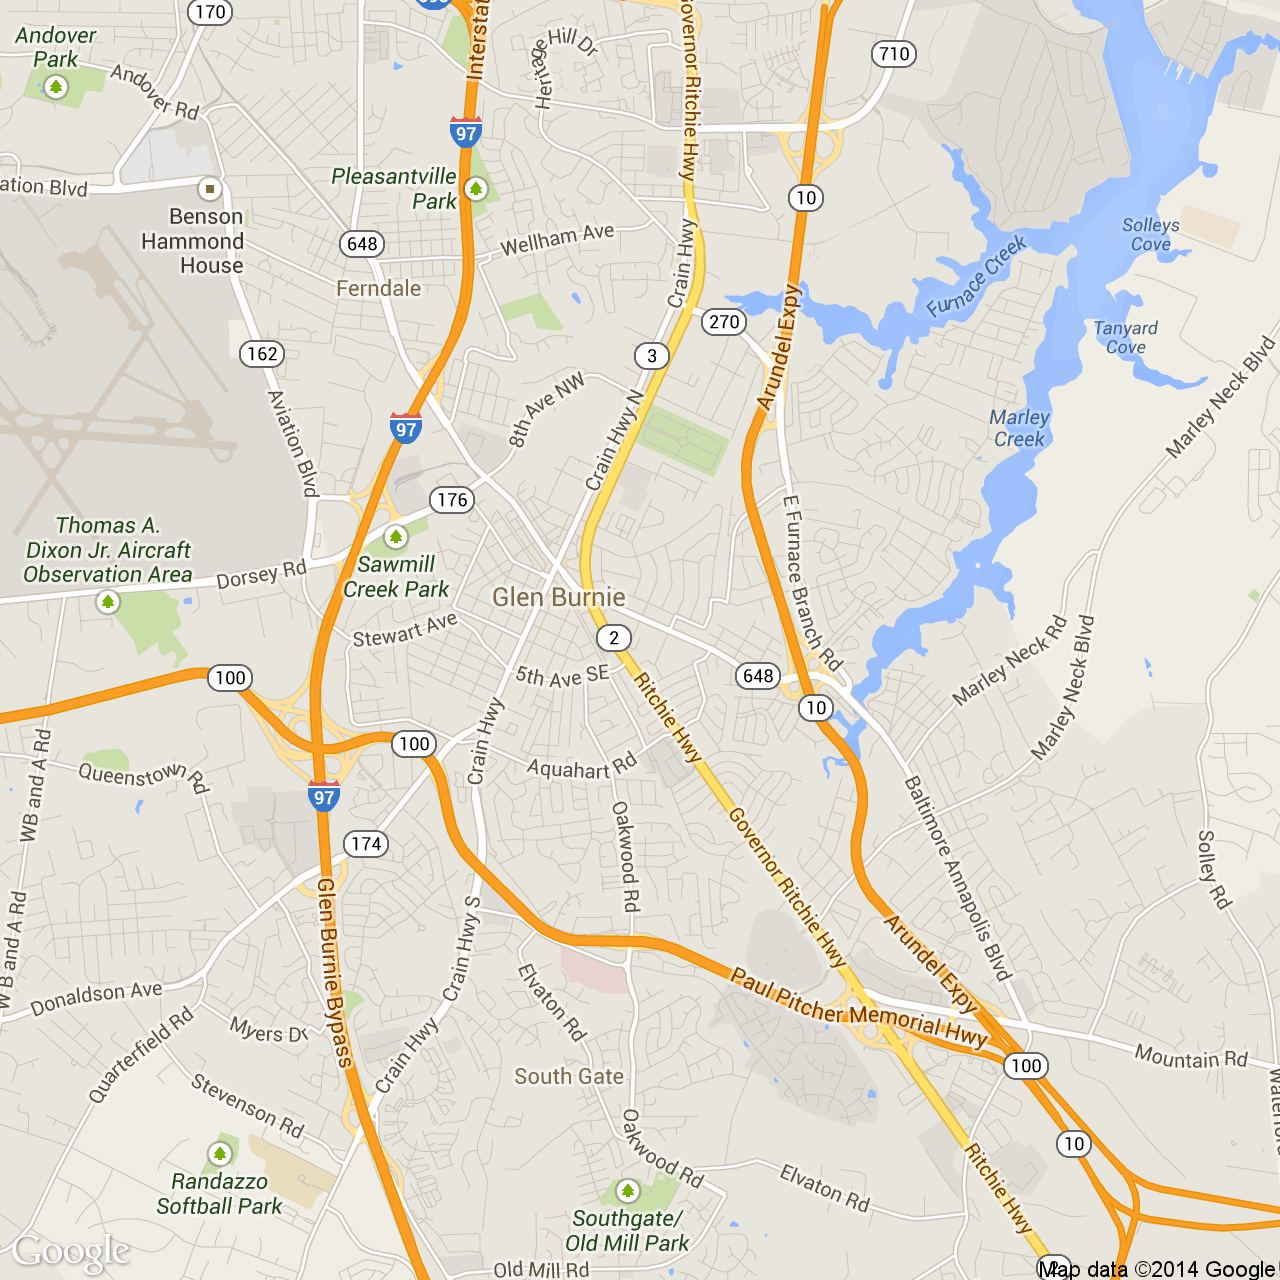 170
Andover
Park
Andover Rd
Interstat
Heritage Hill Dr
Governor Ritchie Hwy
710
97
Pleasantville
Park
ation Blvd
Benson
Hammond
House
10
Wellham Ave
Crain Hwy
Solleys
Cove
Furnace Creek
648
Ferndale
270
Arundel Expy
Tanyard
Cove
162
3
Marley Neck Blvd
8th Ave NW
Aviation Blvd
97
Crain Hwy N
Marley
Creek
176
Thomas A.
Dixon Jr. Aircraft
Observation Area
Sawmill
Creek Park
Dorsey Rd
E Furnace Branch Rd
Glen Burnie
Stewart Ave
2
5th Ave SE
648
Marley Neck Rd
Marley Neck Blvd
100
10
Ritchie Hwy
100
Crain Hwy
Aquahart Rd
WB and A Rd
Queenstown Rd
97
174
Oakwood Rd
Governor Ritchie Hwy
Baltimore Annapolis Blvd
Solley Rd
Glen Burnie Bypass
W B and A Rd
Crain Hwy S
Arundel Expy
Donaldson Ave
Elvaton Rd
Paul Pitcher Memorial Hwy
Quarterfield Rd
Myers Dr
Crain Hwy
South Gate
100
Mountain Rd
Stevenson Rd
Oakwood Rd
10
Randazzo
Softball Park
Elvaton Rd
Ritchie Hwy
Southgate/
Old Mill Park
Old Mill Rd
2
Google
Map data ©2014 Google